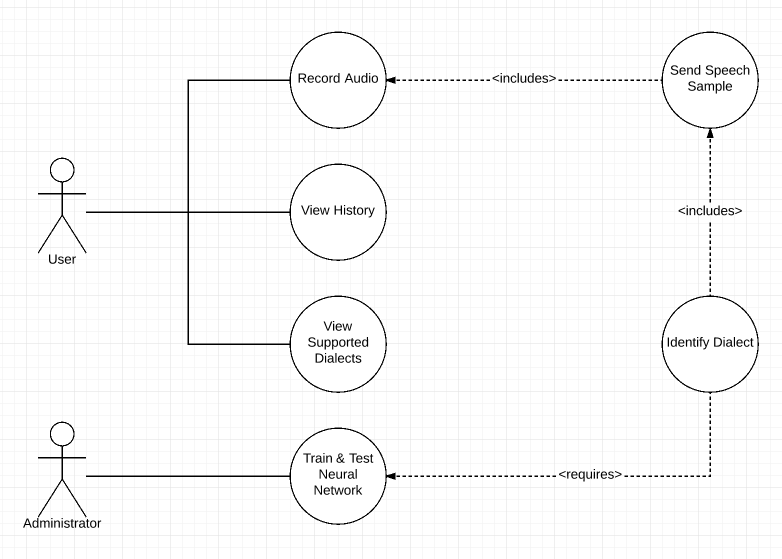 Record Audio
<includes>
Send Speech
Sample
View History
<includes>
User
View
Supported
Dialects
Identify Dialect
Train & Test
Neural
Network
<requires>
Administrator